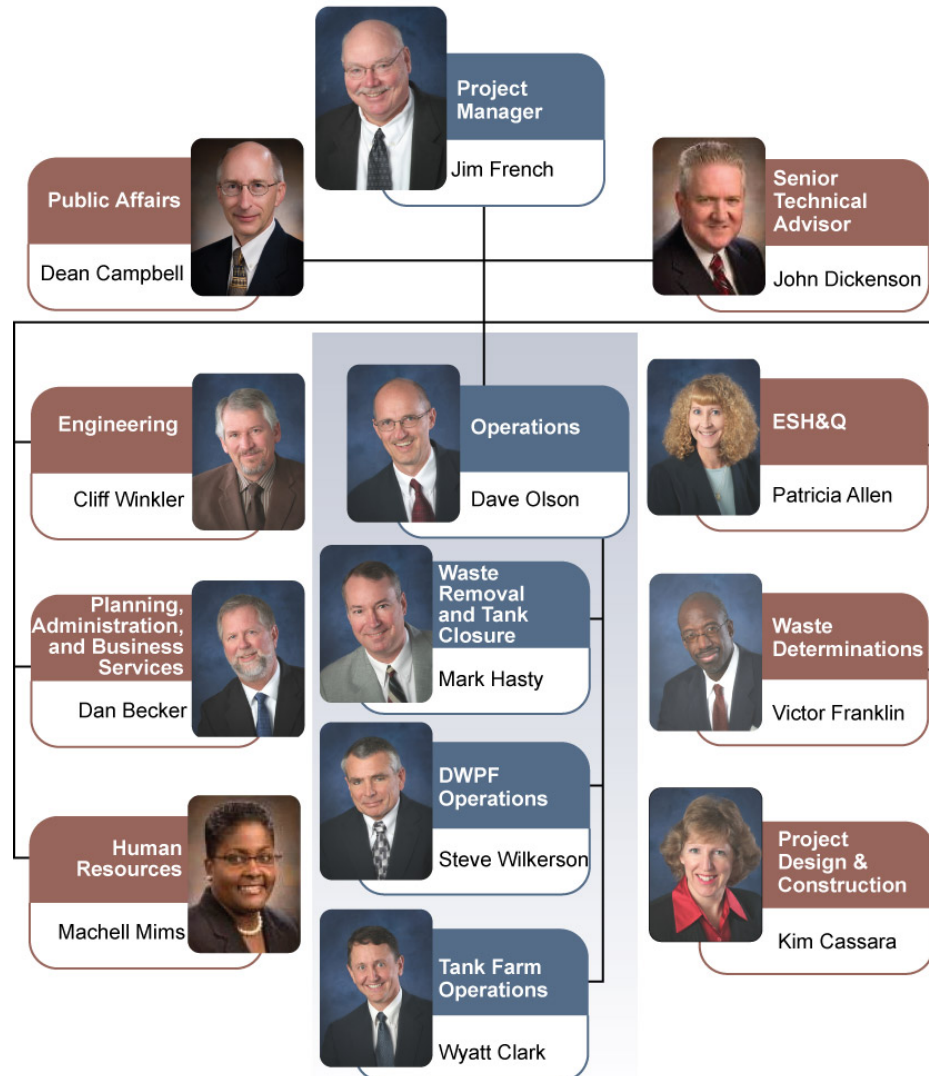 Project
Manager
Jim French
Public Affairs
Dean Campbell
Senior
Technical
Advisor
John Dickenson
Engineering
Cliff Winkler
Operations
Dave Olson
ESH&Q
Patricia Allen
Planning,
Administration,
and Business
Services
Dan Becker
Waste
Removal
and Tank
Closure
Mark Hasty
Waste
Determinations
Victor Franklin
DWPF
Operations
Steve Wilkerson
Human
Resources
Machell Mims
Project
Design &
Construction
Kim Cassara
Tank Farm
Operations
Wyatt Clark